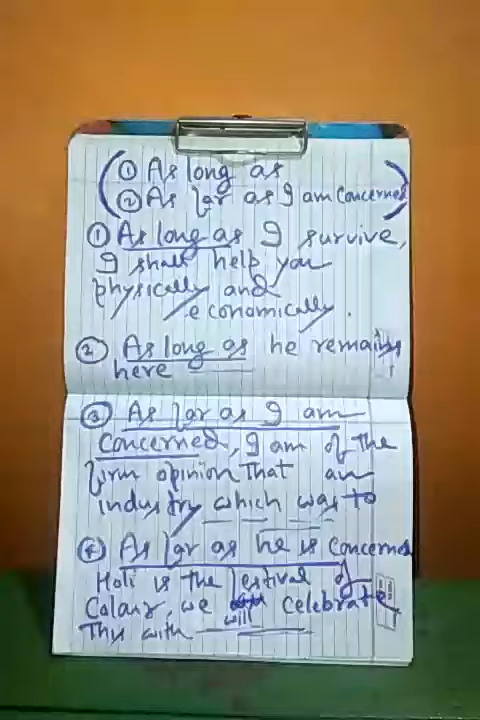 ① As long as
② As far as I am Concerned
① As long as I survive,
I shall help you
physically and
economically.
② As long as he remains
here
③ As far as I am
Concerned, I am of the
firm opinion That an
industry which was to
④ As far as he is Concerned
Holi is the festival of
Colour, we will celebrate
This with